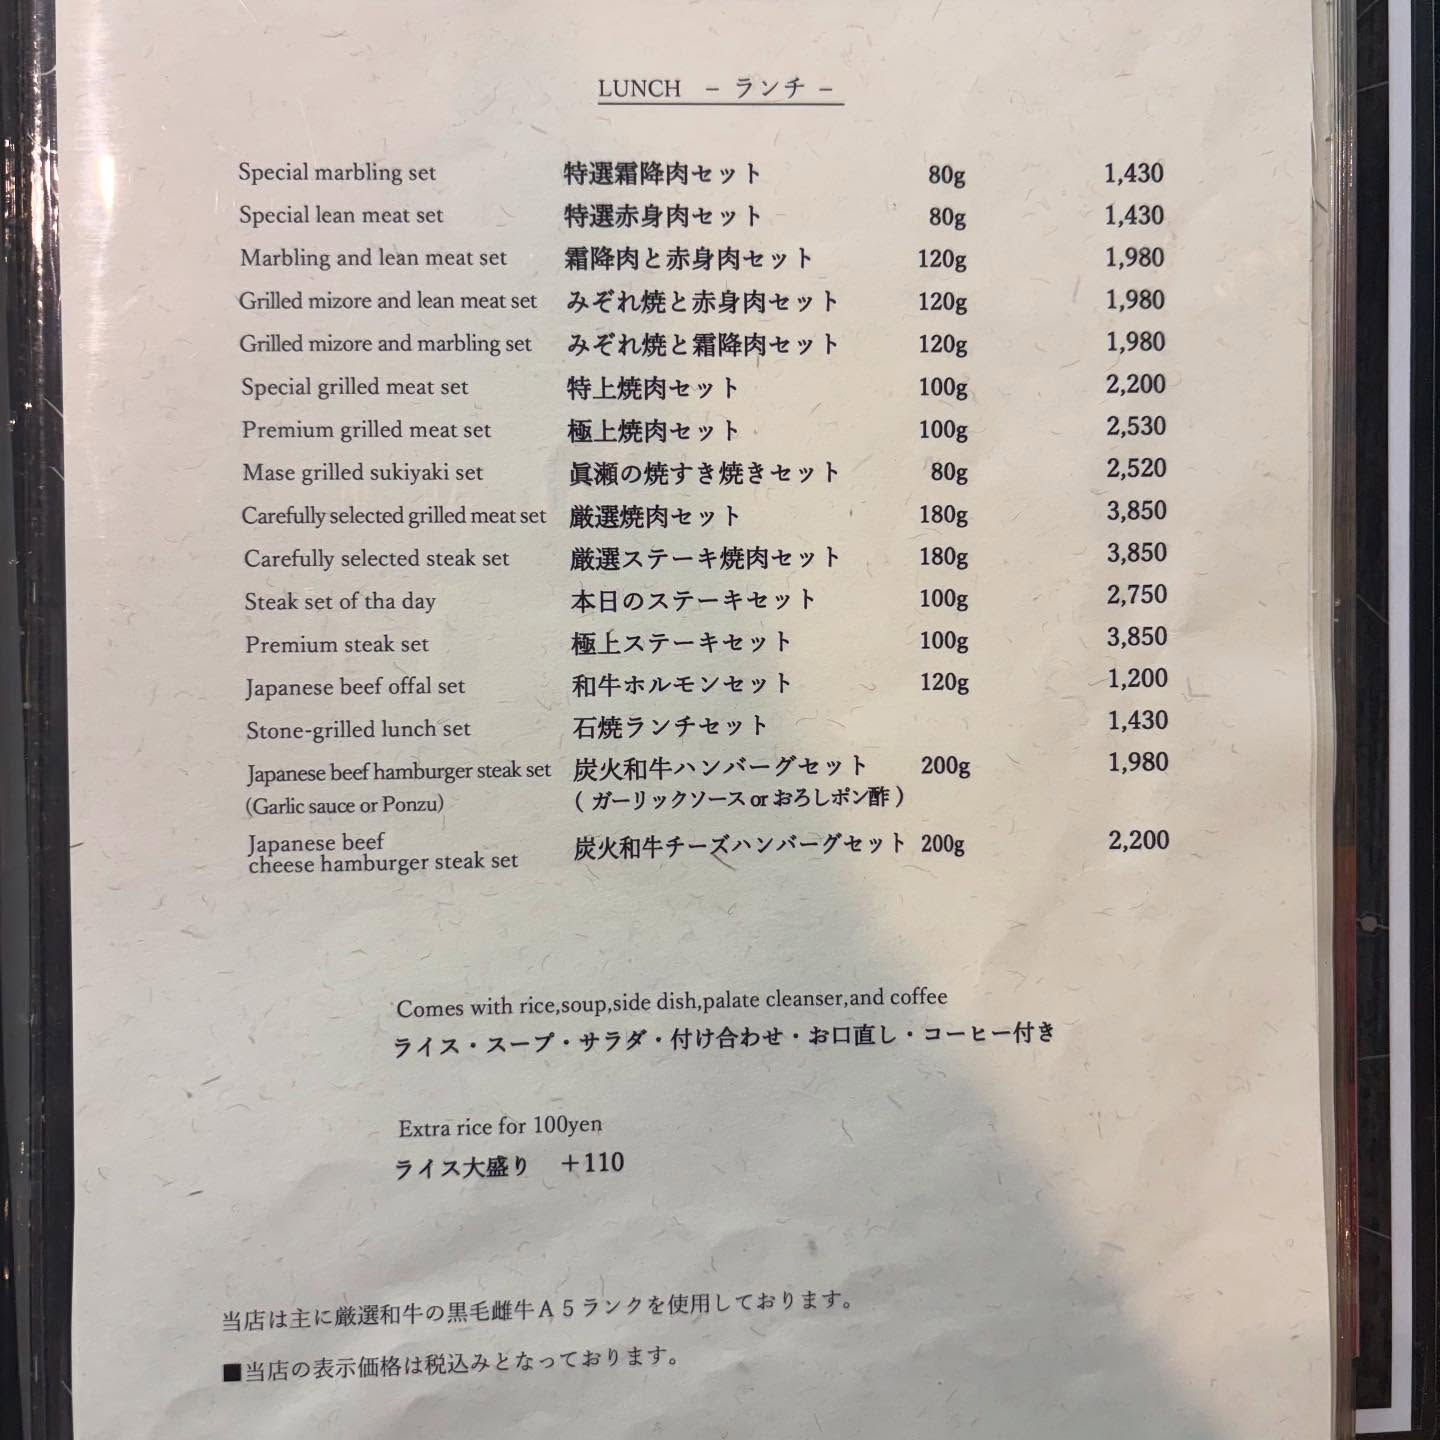 LUNCH － ランチ －
Special marbling set 特選霜降肉セット 80g 1,430
Special lean meat set 特選赤身肉セット 80g 1,430
Marbling and lean meat set 霜降肉と赤身肉セット 120g 1,980
Grilled mizore and lean meat set みぞれ焼と赤身肉セット 120g 1,980
Grilled mizore and marbling set みぞれ焼と霜降肉セット 120g 1,980
Special grilled meat set 特上焼肉セット 100g 2,200
Premium grilled meat set 極上焼肉セット 100g 2,530
Mase grilled sukiyaki set 眞瀬の焼すき焼きセット 80g 2,520
Carefully selected grilled meat set 厳選焼肉セット 180g 3,850
Carefully selected steak set 厳選ステーキ焼肉セット 180g 3,850
Steak set of tha day 本日のステーキセット 100g 2,750
Premium steak set 極上ステーキセット 100g 3,850
Japanese beef offal set 和牛ホルモンセット 120g 1,200
Stone-grilled lunch set 石焼ランチセット 1,430
Japanese beef hamburger steak set 炭火和牛ハンバーグセット 200g 1,980
(Garlic sauce or Ponzu) （ ガーリックソース or おろしポン酢 ）
Japanese beef
cheese hamburger steak set 炭火和牛チーズハンバーグセット 200g 2,200
Comes with rice,soup,side dish,palate cleanser,and coffee
ライス・スープ・サラダ・付け合わせ・お口直し・コーヒー付き
Extra rice for 100yen
ライス大盛り ＋110
当店は主に厳選和牛の黒毛雌牛Ａ５ランクを使用しております。
■当店の表示価格は税込みとなっております。